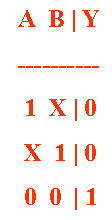 A B | Y
----------
1 X | 0
X 1 | 0
0 0 | 1